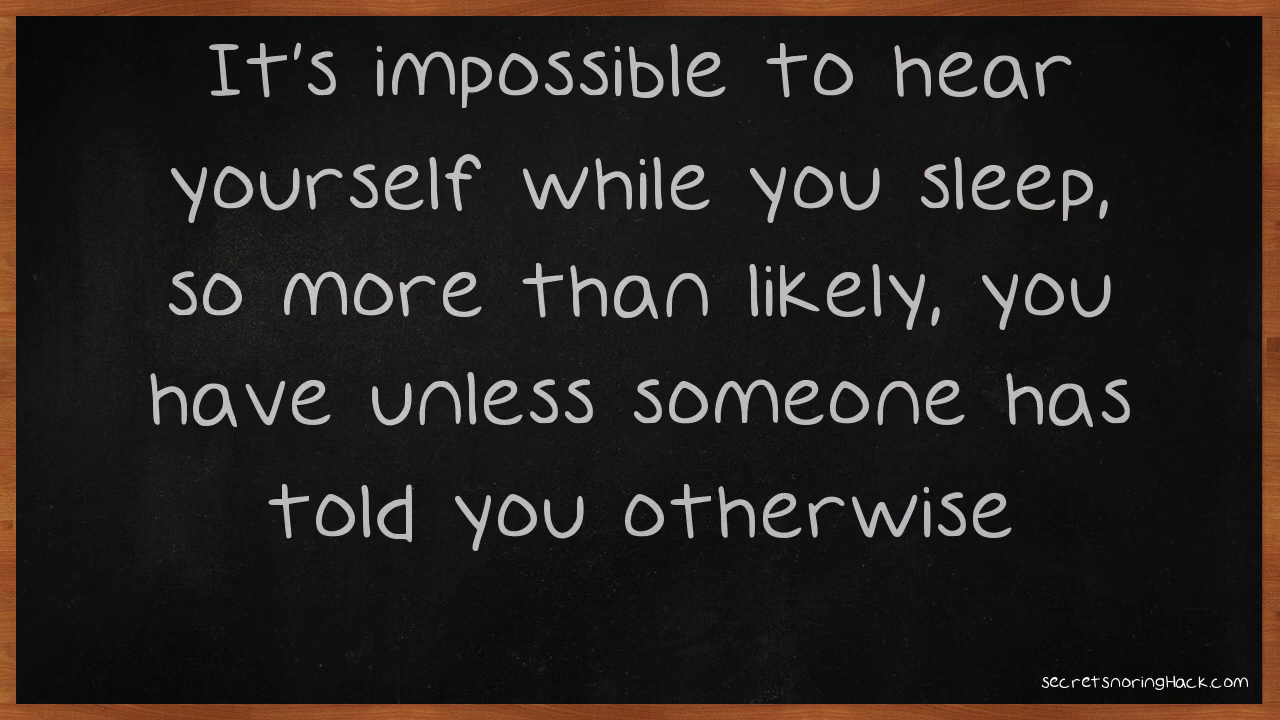 It's impossible to hear
yourself while you sleep,
so more than likely, you
have unless someone has
told you otherwise
secretsnoringHack.com